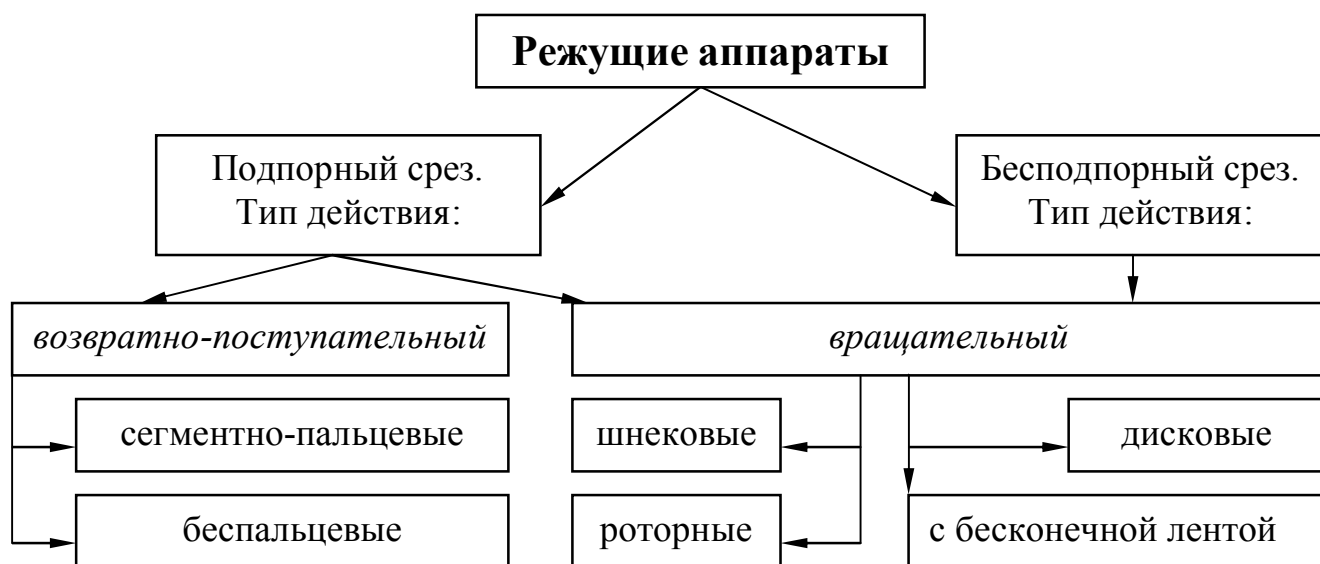 Режущие аппараты
Подпорный срез.
Тип действия:
Бесподпорный срез.
Тип действия:
возвратно-поступательный
вращательный
сегментно-пальцевые
шнековые
дисковые
беспальцевые
роторные
с бесконечной лентой